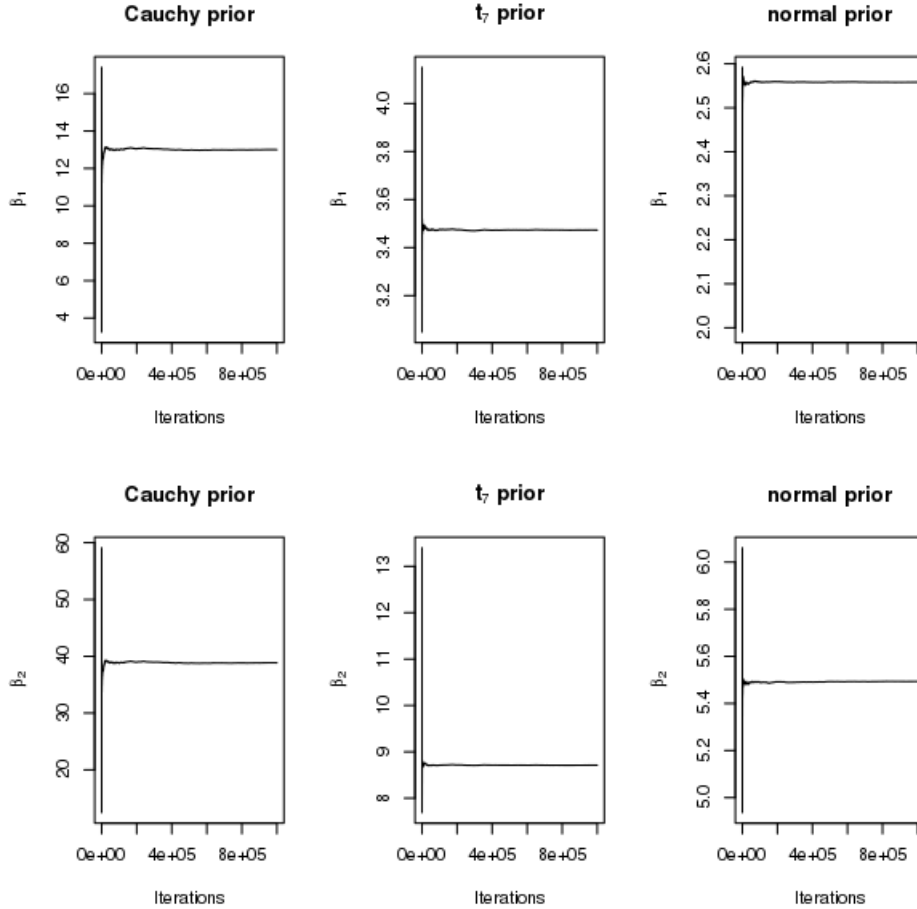 Cauchy prior
t₇ prior
normal prior
β₁
4 6 8 10 12 14 16
0e+00 4e+05 8e+05
Iterations
β₁
3.2 3.4 3.6 3.8 4.0
0e+00 4e+05 8e+05
Iterations
β₁
2.0 2.1 2.2 2.3 2.4 2.5 2.6
0e+00 4e+05 8e+05
Iterations
Cauchy prior
t₇ prior
normal prior
β₂
20 30 40 50 60
0e+00 4e+05 8e+05
Iterations
β₂
8 9 10 11 12 13
0e+00 4e+05 8e+05
Iterations
β₂
5.0 5.2 5.4 5.6 5.8 6.0
0e+00 4e+05 8e+05
Iterations